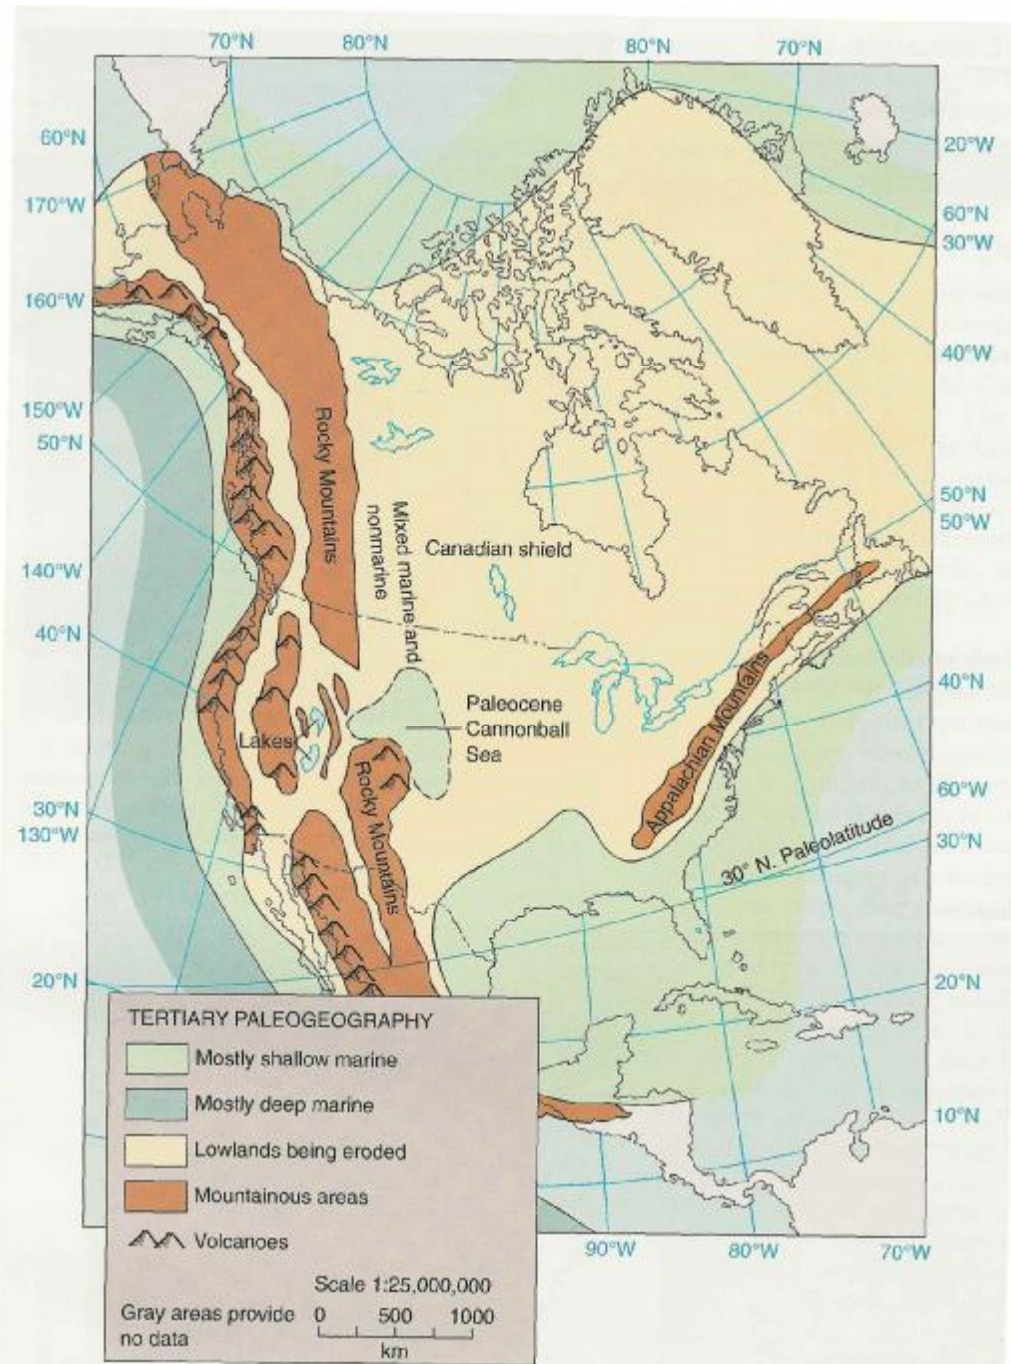 70°N
80°N
80°N
70°N
60°N
20°W
170°W
60°N
30°W
160°W
40°W
150°W
50°N
Rocky Mountains
Mixed marine and
nonmarine
50°N
50°W
Canadian shield
140°W
40°N
40°N
Paleocene
Cannonball
Sea
Lakes
Appalachian Mountains
Rocky Mountains
60°W
30°N
130°W
30°N
30° N. Paleolatitude
20°N
20°N
10°N
90°W
80°W
70°W
TERTIARY PALEOGEOGRAPHY
Mostly shallow marine
Mostly deep marine
Lowlands being eroded
Mountainous areas
Volcanoes
Scale 1:25,000,000
Gray areas provide
no data
0 500 1000
km